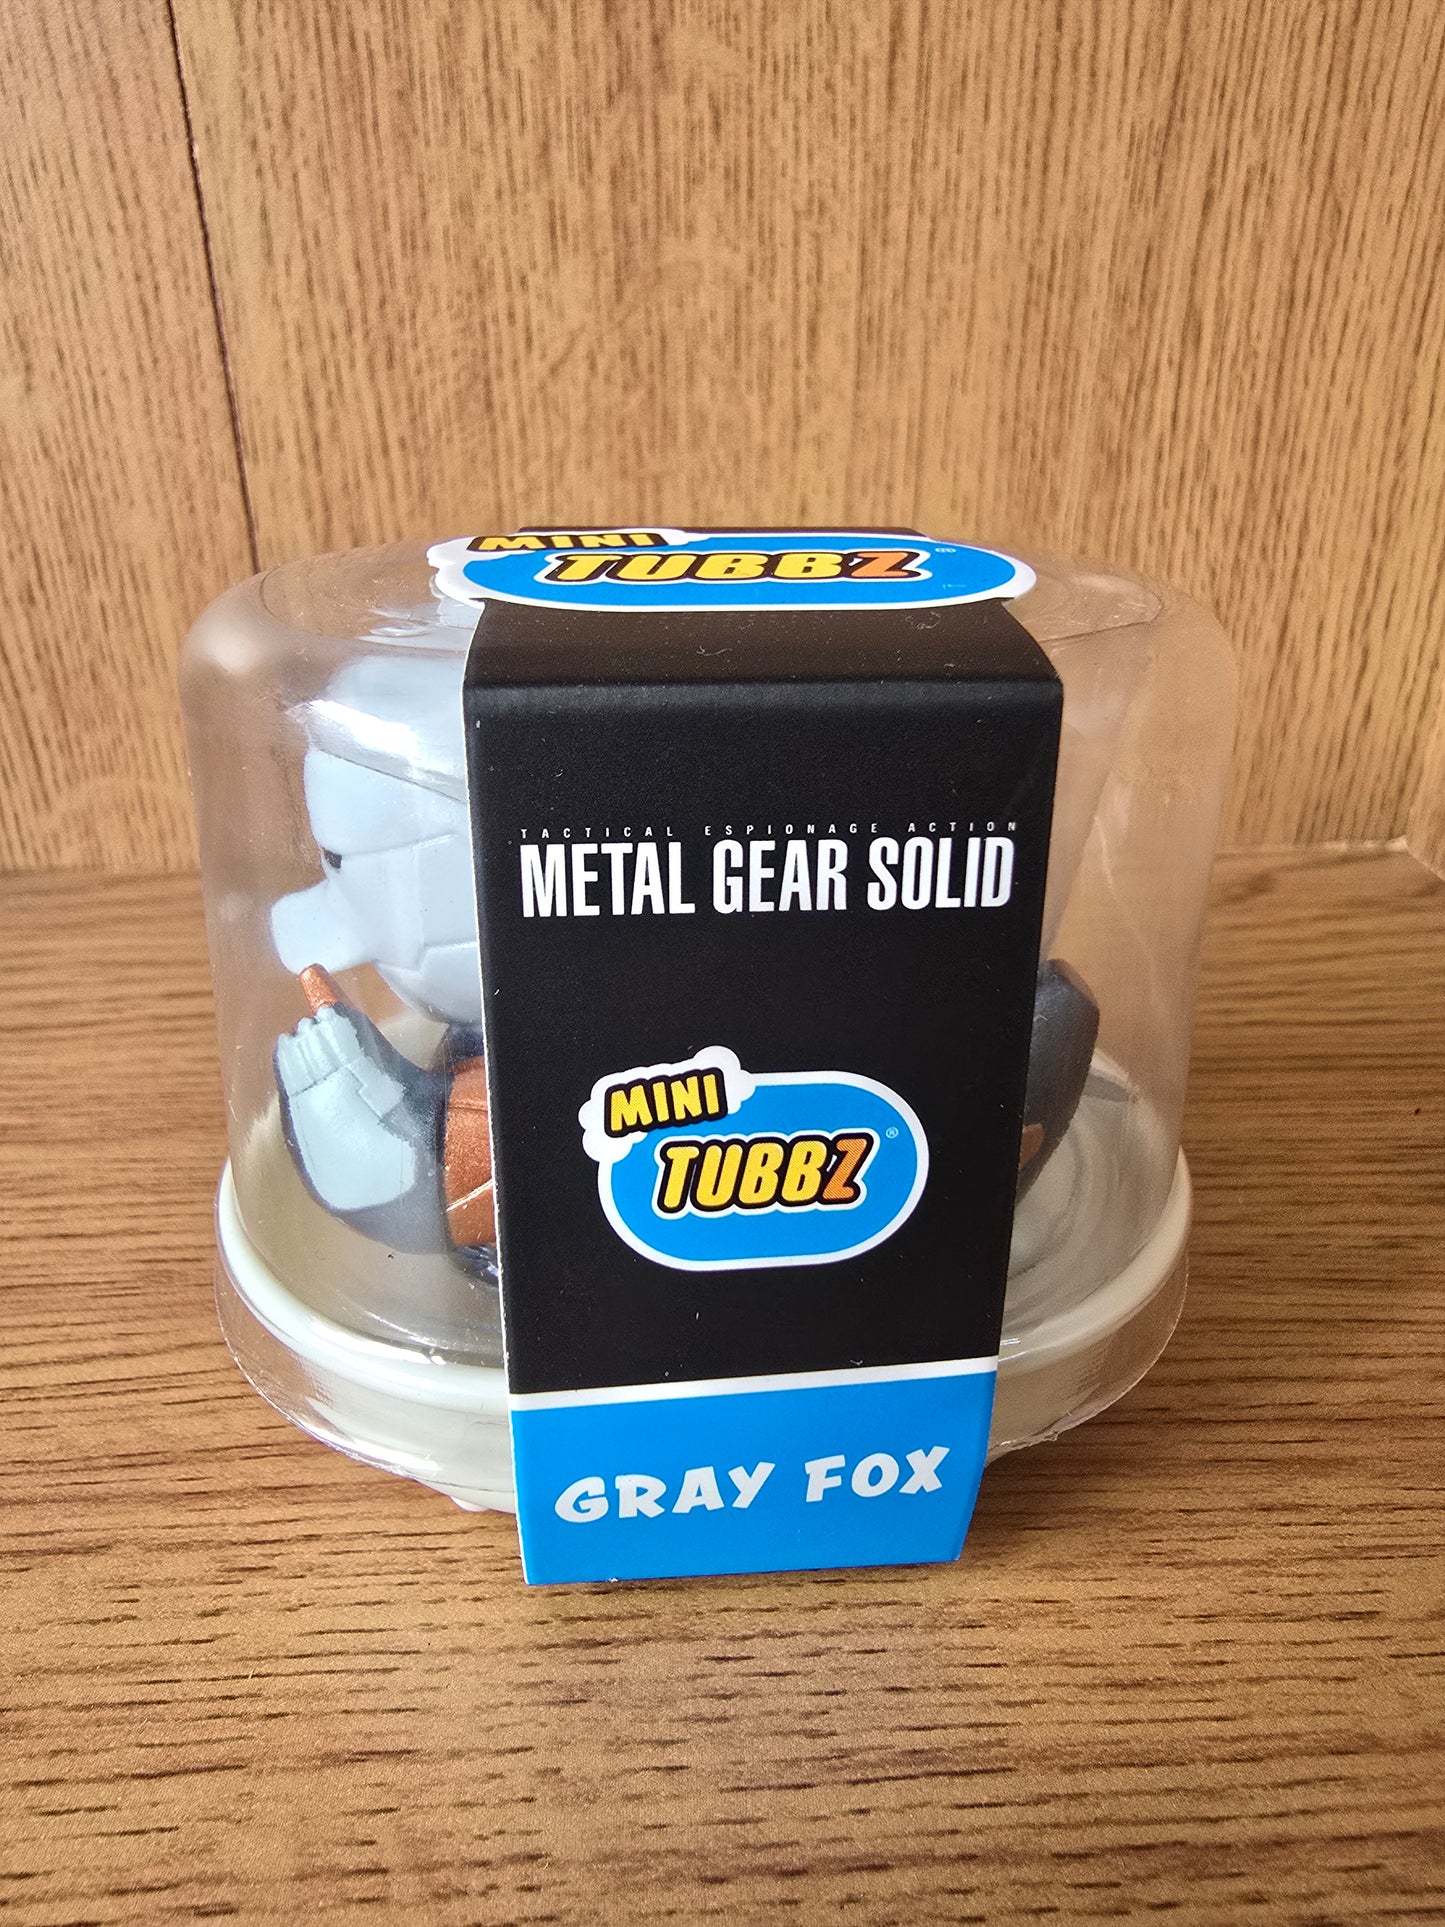 MINI
TUBBZ®
TACTICAL ESPIONAGE ACTION
METAL GEAR SOLID
MINI
TUBBZ®
GRAY FOX